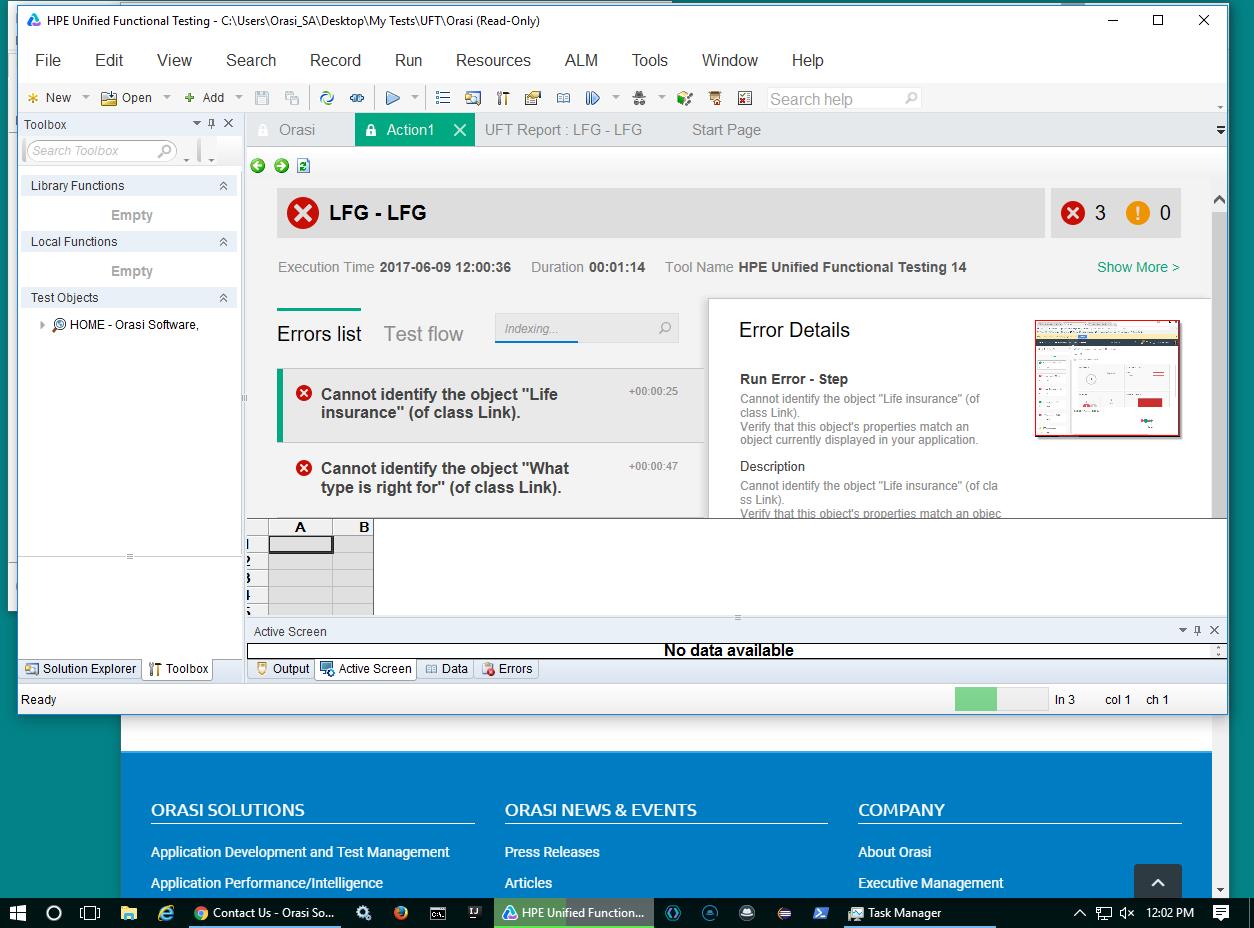 HPE Unified Functional Testing - C:\Users\Orasi_SA\Desktop\My Tests\UFT\Orasi (Read-Only)
File Edit View Search Record Run Resources ALM Tools Window Help
New Open Add Search help
Toolbox
Orasi Action1 UFT Report : LFG - LFG Start Page
Search Toolbox
Library Functions
Empty
Local Functions
Empty
Test Objects
HOME - Orasi Software,
LFG - LFG 3 ! 0
Execution Time 2017-06-09 12:00:36 Duration 00:01:14 Tool Name HPE Unified Functional Testing 14 Show More >
Errors list Test flow Indexing...
Cannot identify the object "Life +00:00:25
insurance" (of class Link).
Cannot identify the object "What +00:00:47
type is right for" (of class Link).
Error Details
Run Error - Step
Cannot identify the object "Life insurance" (of
class Link).
Verify that this object's properties match an
object currently displayed in your application.
Description
Cannot identify the object "Life insurance" (of cla
ss Link).
Verify that this object's properties match an objec
A B
1
2
3
4
5
Active Screen
No data available
Solution Explorer Toolbox Output Active Screen Data Errors
Ready ln 3 col 1 ch 1
ORASI SOLUTIONS ORASI NEWS & EVENTS COMPANY
Application Development and Test Management Press Releases About Orasi
Application Performance/Intelligence Articles Executive Management
Contact Us - Orasi So... IJ HPE Unified Function... Task Manager 12:02 PM